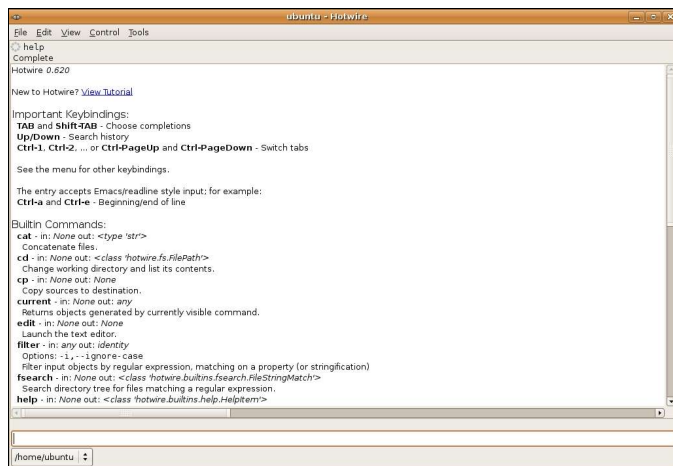 ubuntu - Hotwire
File Edit View Control Tools
help
Complete
Hotwire 0.620
New to Hotwire? View Tutorial
Important Keybindings:
TAB and Shift-TAB - Choose completions
Up/Down - Search history
Ctrl-1, Ctrl-2, ... or Ctrl-PageUp and Ctrl-PageDown - Switch tabs
See the menu for other keybindings.
The entry accepts Emacs/readline style input; for example:
Ctrl-a and Ctrl-e - Beginning/end of line
Builtin Commands:
cat - in: None out: <type 'str'>
Concatenate files.
cd - in: None out: <class 'hotwire.fs.FilePath'>
Change working directory and list its contents.
cp - in: None out: None
Copy sources to destination.
current - in: None out: any
Returns objects generated by currently visible command.
edit - in: None out: None
Launch the text editor.
filter - in: any out: identity
Options: -i,--ignore-case
Filter input objects by regular expression, matching on a property (or stringification)
fsearch - in: None out: <class 'hotwire.builtins.fsearch.FileStringMatch'>
Search directory tree for files matching a regular expression.
help - in: None out: <class 'hotwire.builtins.help.HelpItem'>
/home/ubuntu